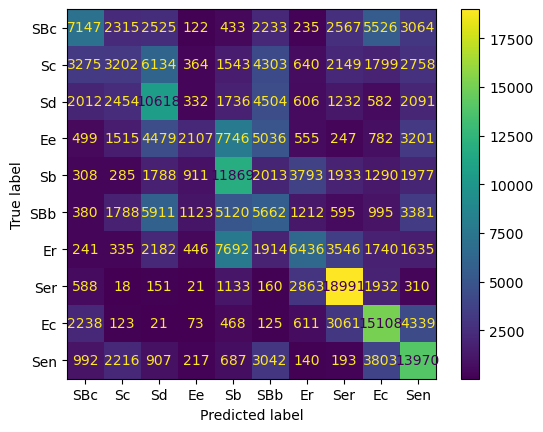 SBc 7147 2315 2525 122 433 2233 235 2567 5526 3064
Sc 3275 3202 6134 364 1543 4303 640 2149 1799 2758
Sd 2012 2454 10618 332 1736 4504 606 1232 582 2091
Ee 499 1515 4479 2107 7746 5036 555 247 782 3201
Sb 308 285 1788 911 11869 2013 3793 1933 1290 1977
SBb 380 1788 5911 1123 5120 5662 1212 595 995 3381
Er 241 335 2182 446 7692 1914 6436 3546 1740 1635
Ser 588 18 151 21 1133 160 2863 18991 1932 310
Ec 2238 123 21 73 468 125 611 3061 15108 4339
Sen 992 2216 907 217 687 3042 140 193 3803 13970
SBc Sc Sd Ee Sb SBb Er Ser Ec Sen
Predicted label
True label
17500
15000
12500
10000
7500
5000
2500